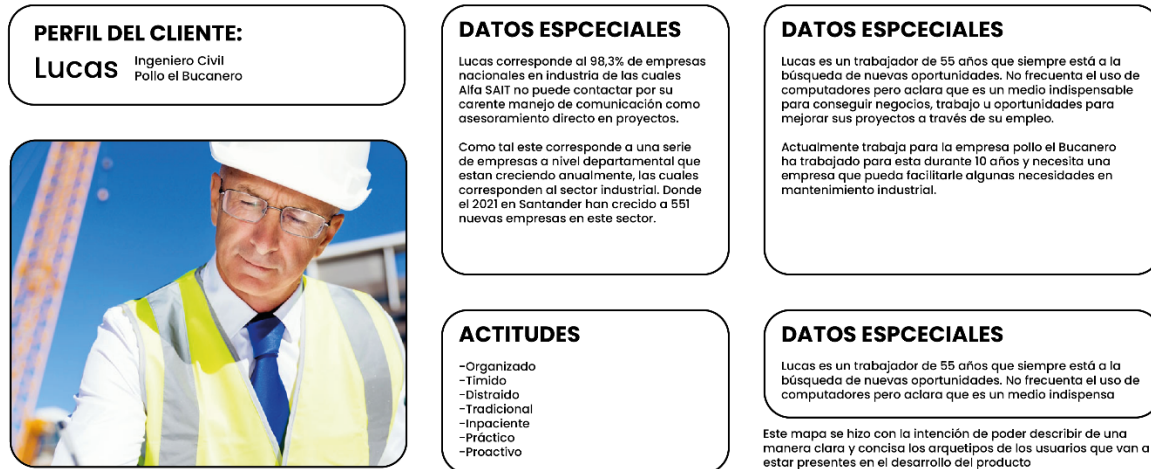 PERFIL DEL CLIENTE:
Lucas
Ingeniero Civil
Pollo el Bucanero
DATOS ESPCECIALES
Lucas corresponde al 98,3% de empresas
nacionales en industria de las cuales
Alfa SAIT no puede contactar por su
carente manejo de comunicación como
asesoramiento directo en proyectos.
Como tal este corresponde a una serie
de empresas a nivel departamental que
estan creciendo anualmente, las cuales
corresponden al sector industrial. Donde
el 2021 en Santander han crecido a 551
nuevas empresas en este sector.
DATOS ESPCECIALES
Lucas es un trabajador de 55 años que siempre está a la
búsqueda de nuevas oportunidades. No frecuenta el uso de
computadores pero aclara que es un medio indispensable
para conseguir negocios, trabajo u oportunidades para
mejorar sus proyectos a través de su empleo.
Actualmente trabaja para la empresa pollo el Bucanero
ha trabajado para esta durante 10 años y necesita una
empresa que pueda facilitarle algunas necesidades en
mantenimiento industrial.
ACTITUDES
-Organizado
-Timido
-Distraido
-Tradicional
-Inpaciente
-Práctico
-Proactivo
DATOS ESPCECIALES
Lucas es un trabajador de 55 años que siempre está a la
búsqueda de nuevas oportunidades. No frecuenta el uso de
computadores pero aclara que es un medio indispensa
Este mapa se hizo con la intención de poder describir de una
manera clara y concisa los arquetipos de los usuarios que van a
estar presentes en el desarrollo del producto